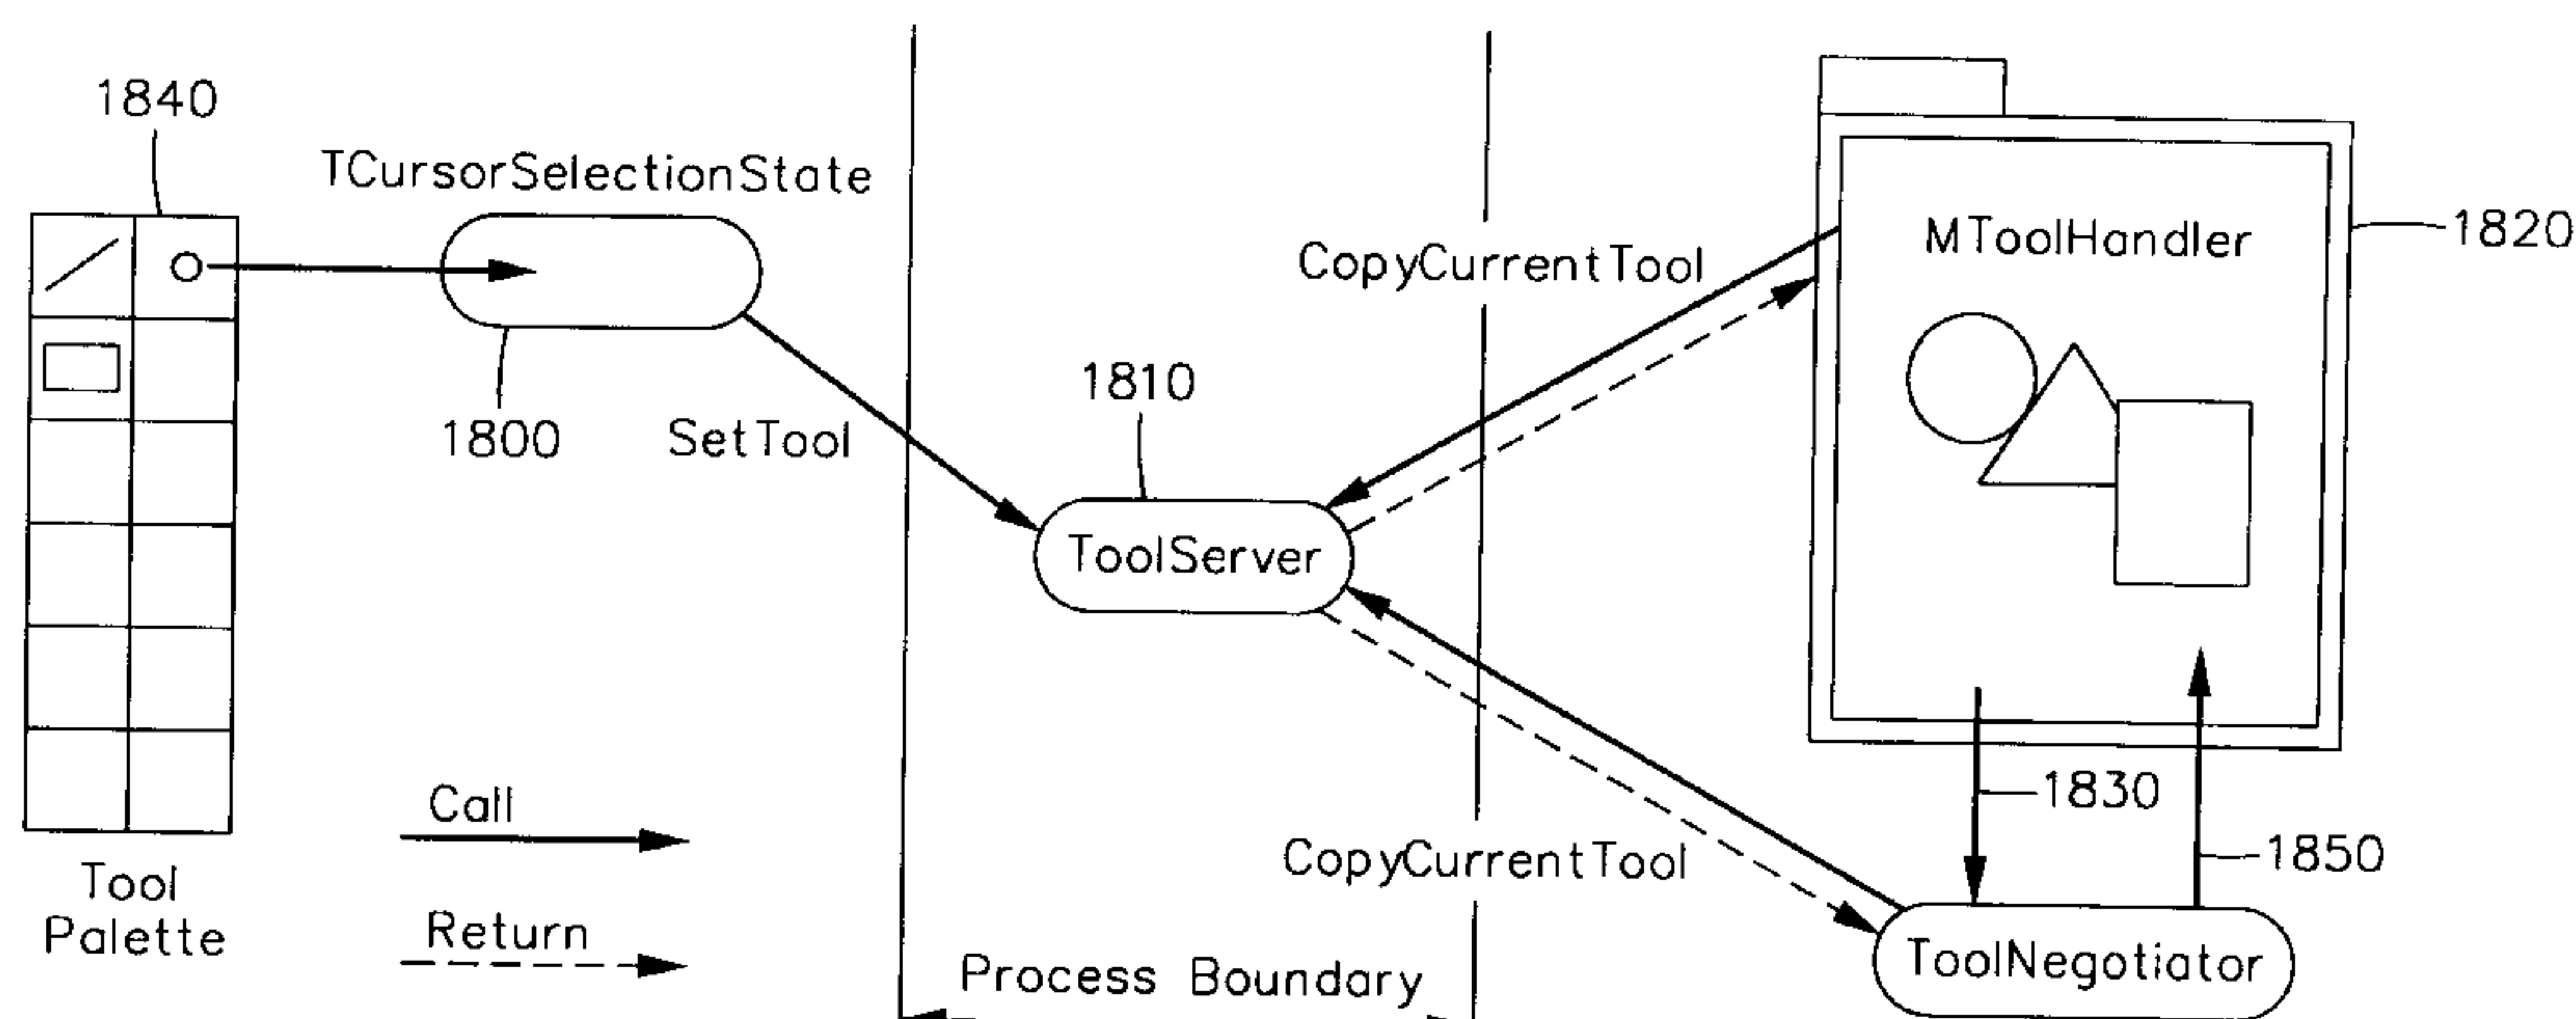 1840
TCursorSelectionState
1800
SetTool
1810
ToolServer
CopyCurrentTool
MToolHandler
1820
1830
1850
CopyCurrentTool
ToolNegotiator
Tool
Palette
Call
Return
Process Boundary